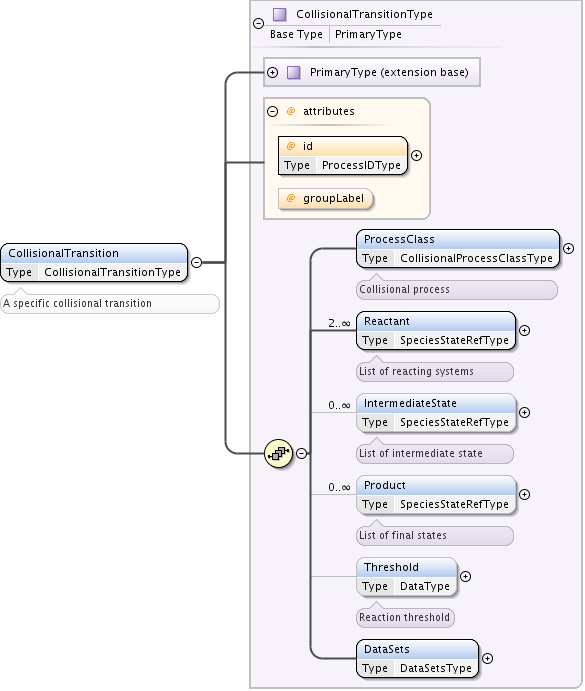 CollisionalTransitionType
Base Type PrimaryType
PrimaryType (extension base)
@ attributes
@ id
Type ProcessIDType
@ groupLabel
CollisionalTransition
Type CollisionalTransitionType
A specific collisional transition
ProcessClass
Type CollisionalProcessClassType
Collisional process
2..∞ Reactant
Type SpeciesStateRefType
List of reacting systems
0..∞ IntermediateState
Type SpeciesStateRefType
List of intermediate state
0..∞ Product
Type SpeciesStateRefType
List of final states
Threshold
Type DataType
Reaction threshold
DataSets
Type DataSetsType